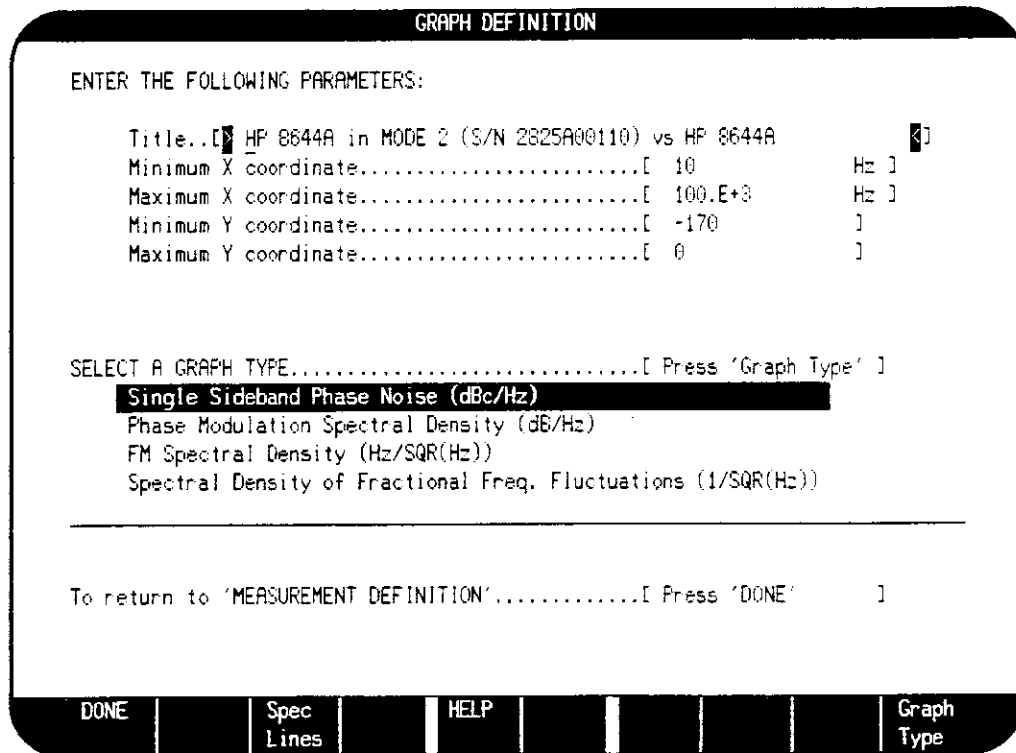 GRAPH DEFINITION
ENTER THE FOLLOWING PARAMETERS:
Title..[> HP 8644A in MODE 2 (S/N 2825A00110) vs HP 8644A <]
Minimum X coordinate........................[ 10 Hz ]
Maximum X coordinate........................[ 100.E+3 Hz ]
Minimum Y coordinate........................[ -170 ]
Maximum Y coordinate........................[ 0 ]
SELECT A GRAPH TYPE..............................[ Press 'Graph Type' ]
Single Sideband Phase Noise (dBc/Hz)
Phase Modulation Spectral Density (dB/Hz)
FM Spectral Density (Hz/SQR(Hz))
Spectral Density of Fractional Freq. Fluctuations (1/SQR(Hz))
To return to 'MEASUREMENT DEFINITION'.............[ Press 'DONE' ]
DONE Spec Lines HELP Graph Type